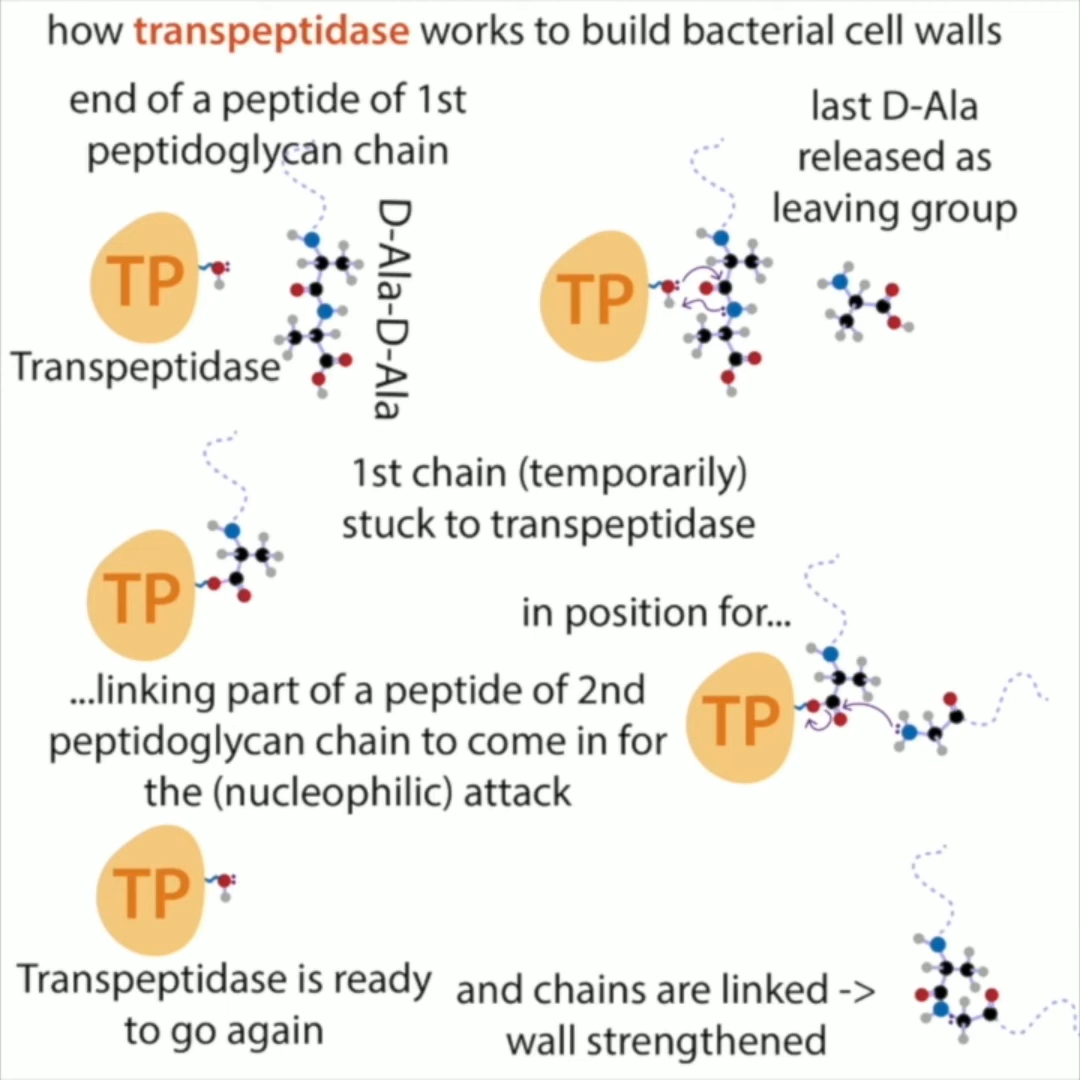 how transpeptidase works to build bacterial cell walls
end of a peptide of 1st
peptidoglycan chain
TP
Transpeptidase
D-Ala-D-Ala
last D-Ala
released as
leaving group
TP
1st chain (temporarily)
stuck to transpeptidase
TP
in position for...
TP
...linking part of a peptide of 2nd
peptidoglycan chain to come in for
the (nucleophilic) attack
TP
Transpeptidase is ready
to go again
and chains are linked ->
wall strengthened